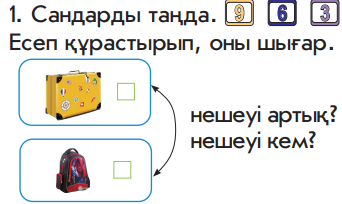 1. Сандарды таңда. 9 6 3
Есеп құрастырып, оны шығар.
нешеуі артық?
нешеуі кем?